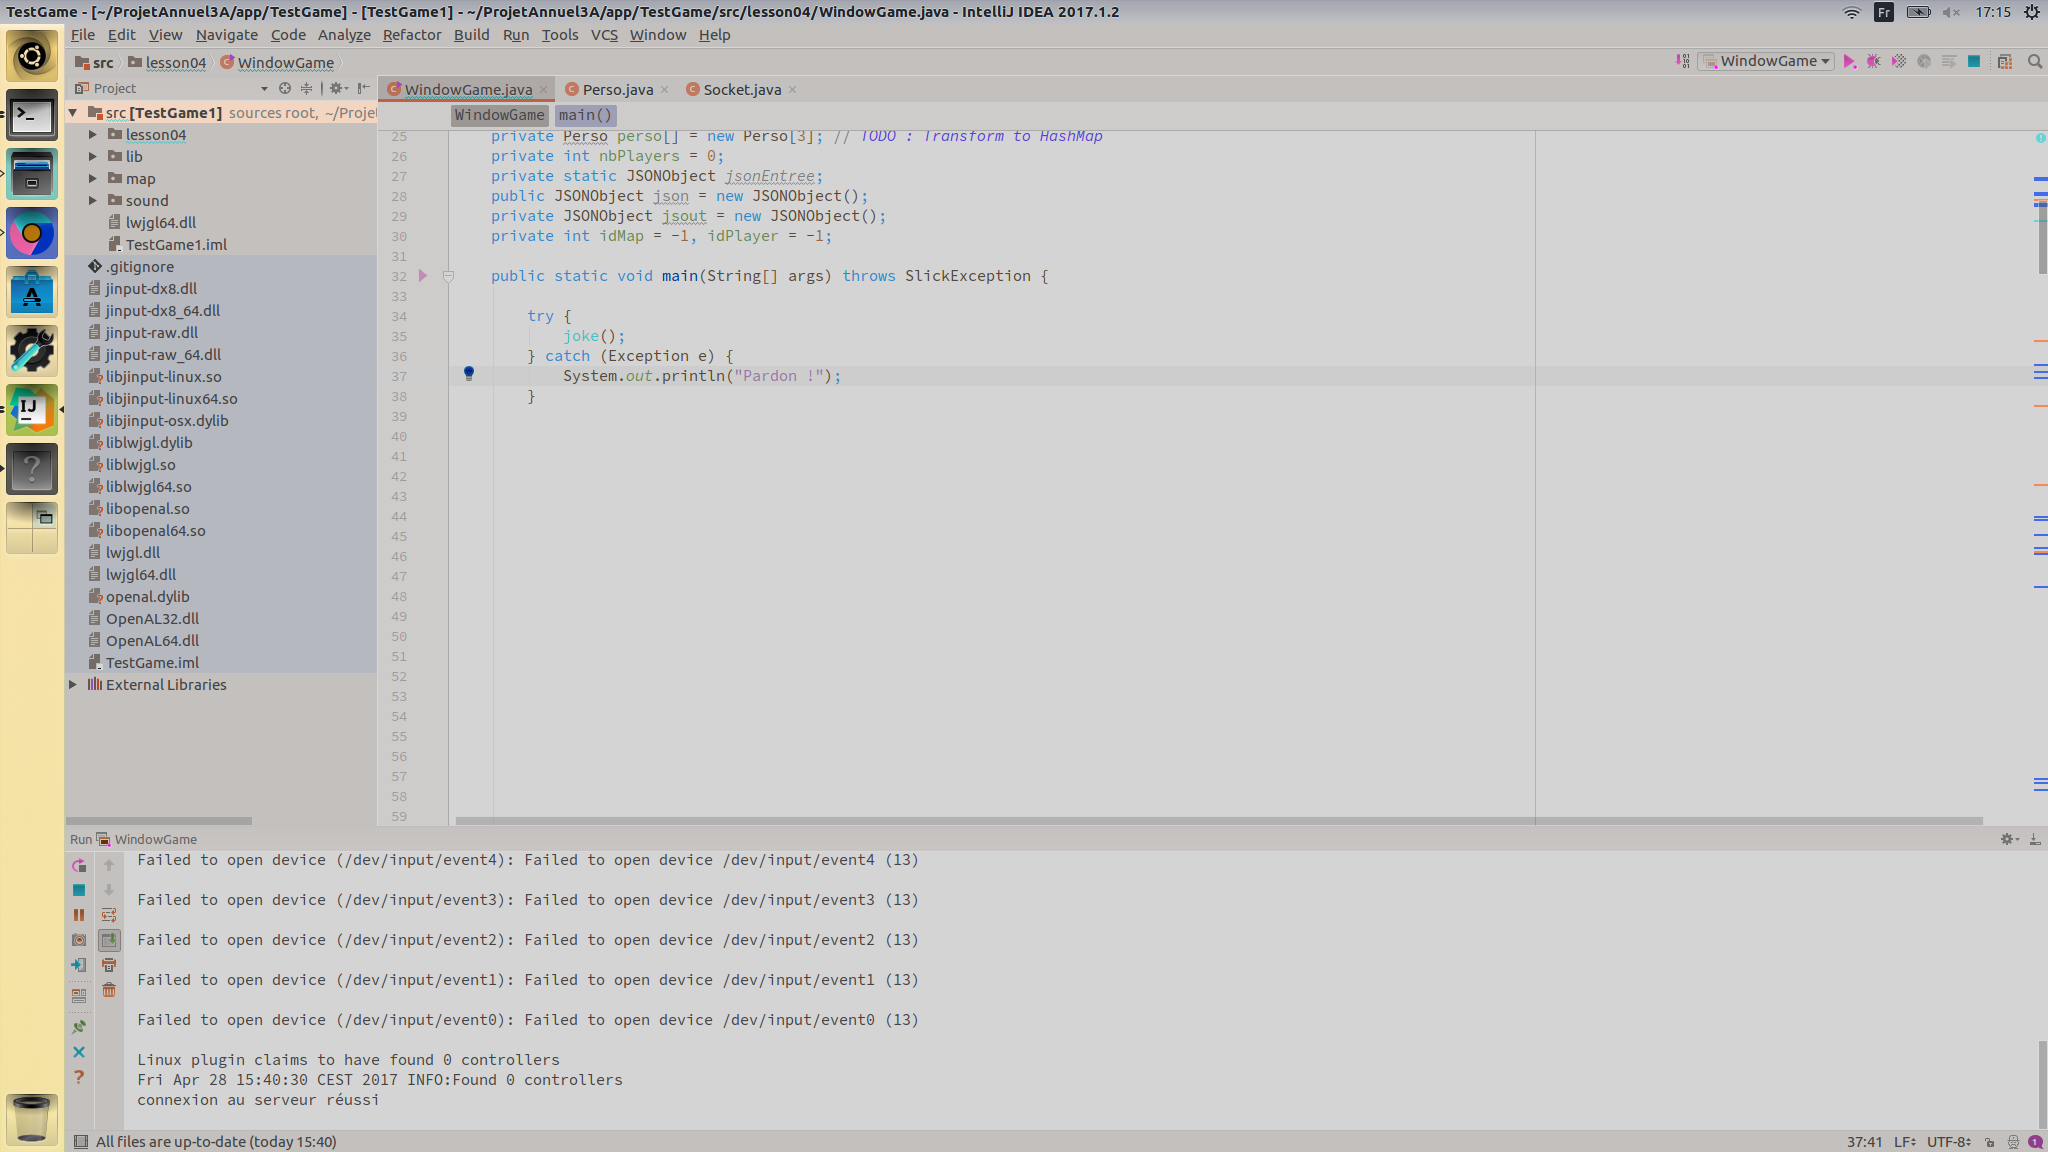 TestGame - [~/ProjetAnnuel3A/app/TestGame] - [TestGame1] - ~/ProjetAnnuel3A/app/TestGame/src/lesson04/WindowGame.java - IntelliJ IDEA 2017.1.2
Fr
17:15
File Edit View Navigate Code Analyze Refactor Build Run Tools VCS Window Help
src lesson04 WindowGame
WindowGame
Project
WindowGame.java Perso.java Socket.java
WindowGame main()
src [TestGame1] sources root, ~/Projet
lesson04
lib
map
sound
lwjgl64.dll
TestGame1.iml
.gitignore
jinput-dx8.dll
jinput-dx8_64.dll
jinput-raw.dll
jinput-raw_64.dll
libjinput-linux.so
libjinput-linux64.so
libjinput-osx.dylib
liblwjgl.dylib
liblwjgl.so
liblwjgl64.so
libopenal.so
libopenal64.so
lwjgl.dll
lwjgl64.dll
openal.dylib
OpenAL32.dll
OpenAL64.dll
TestGame.iml
External Libraries
25 private Perso perso[] = new Perso[3]; // TODO : Transform to HashMap
26 private int nbPlayers = 0;
27 private static JSONObject jsonEntree;
28 public JSONObject json = new JSONObject();
29 private JSONObject jsout = new JSONObject();
30 private int idMap = -1, idPlayer = -1;
31
32 public static void main(String[] args) throws SlickException {
33
34 try {
35 joke();
36 } catch (Exception e) {
37 System.out.println("Pardon !");
38 }
39
40
41
42
43
44
45
46
47
48
49
50
51
52
53
54
55
56
57
58
59
Run WindowGame
Failed to open device (/dev/input/event4): Failed to open device /dev/input/event4 (13)
Failed to open device (/dev/input/event3): Failed to open device /dev/input/event3 (13)
Failed to open device (/dev/input/event2): Failed to open device /dev/input/event2 (13)
Failed to open device (/dev/input/event1): Failed to open device /dev/input/event1 (13)
Failed to open device (/dev/input/event0): Failed to open device /dev/input/event0 (13)
Linux plugin claims to have found 0 controllers
Fri Apr 28 15:40:30 CEST 2017 INFO:Found 0 controllers
connexion au serveur réussi
All files are up-to-date (today 15:40)
37:41 LF UTF-8 1